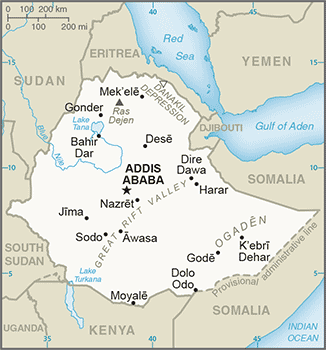 0 100 200 km
0 100 200 mi
Red
Sea
ERITREA
YEMEN
SUDAN
Mek'elē
DANAKIL
DEPRESSION
Ras
Dejen
Gonder
Blue
Nile
Lake
Tana
Bahir
Dar
DJIBOUTI
Gulf of Aden
Desē
10
10
ADDIS
ABABA
Dire
Dawa
Harar
SOMALIA
Nazrēt
GREAT RIFT VALLEY
Jīma
OGADĒN
Sodo
Āwasa
K'ebrī
Dehar
Godē
SOUTH
SUDAN
5
Provisional
administrative line
Dolo
Odo
Lake
Turkana
Moyalē
SOMALIA
UGANDA
KENYA
INDIAN
OCEAN